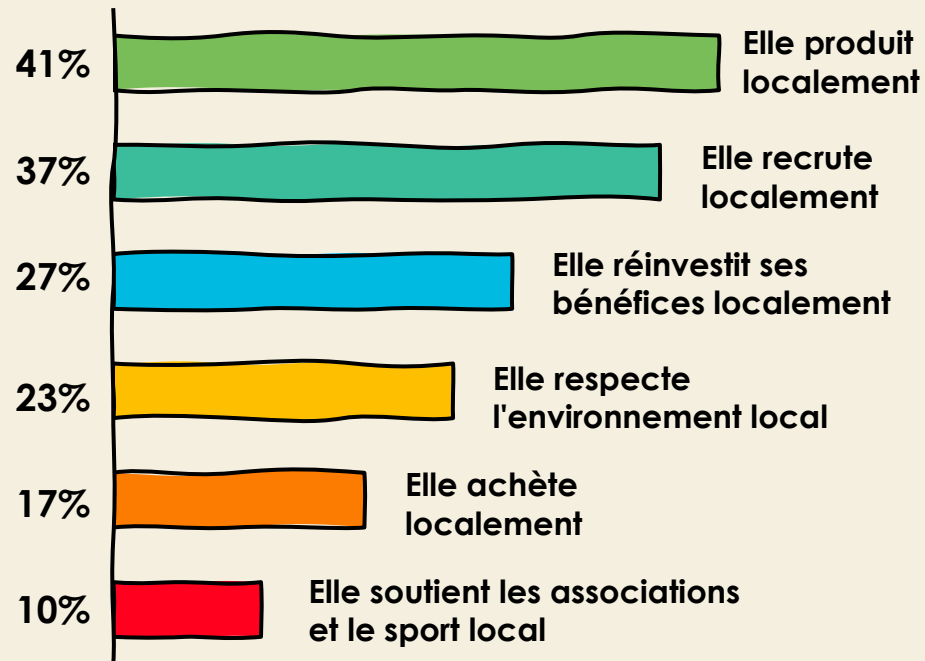 41%
Elle produit
localement
37%
Elle recrute
localement
27%
Elle réinvestit ses
bénéfices localement
23%
Elle respecte
l'environnement local
17%
Elle achète
localement
10%
Elle soutient les associations
et le sport local